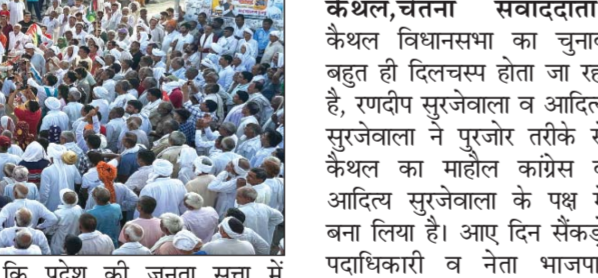 कैथल,चेतना संवाददाता
कैथल विधानसभा का चुनाव
बहुत ही दिलचस्प होता जा रहा
है, रणदीप सुरजेवाला व आदित्य
सुरजेवाला ने पुरजोर तरीके से
कैथल का माहौल कांग्रेस व
आदित्य सुरजेवाला के पक्ष में
बना लिया है। आए दिन सैंकड़ों
पदाधिकारी व नेता भाजपा
कि प्रदेश की जनता सत्ता में